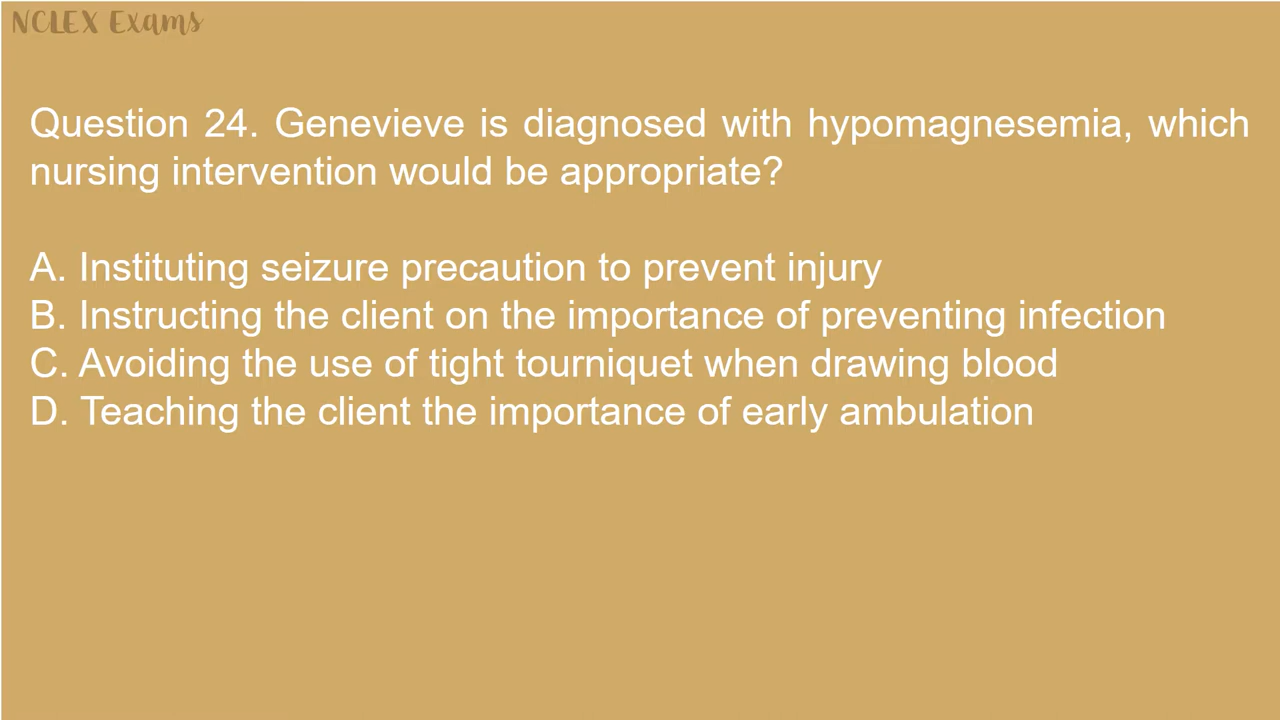 NCLEX Exams
Question 24. Genevieve is diagnosed with hypomagnesemia, which
nursing intervention would be appropriate?
A. Instituting seizure precaution to prevent injury
B. Instructing the client on the importance of preventing infection
C. Avoiding the use of tight tourniquet when drawing blood
D. Teaching the client the importance of early ambulation